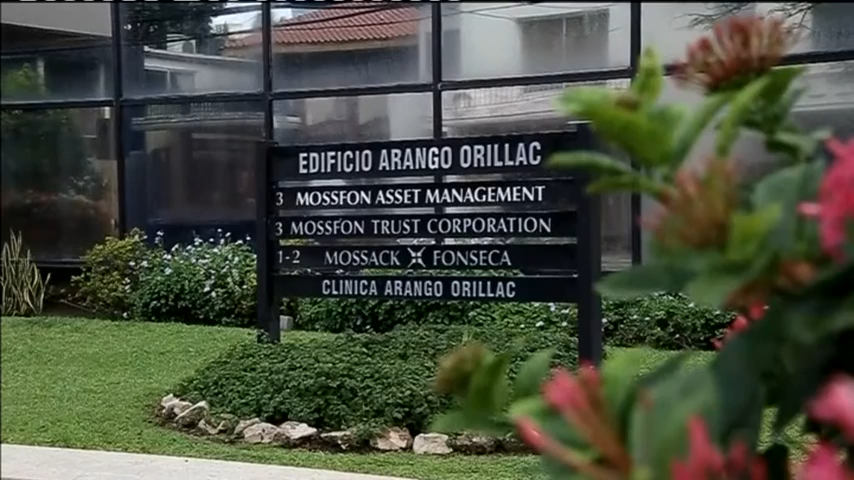 EDIFICIO ARANGO ORILLAC
3 MOSSFON ASSET MANAGEMENT
3 MOSSFON TRUST CORPORATION
1-2 MOSSACK FONSECA
CLINICA ARANGO ORILLAC